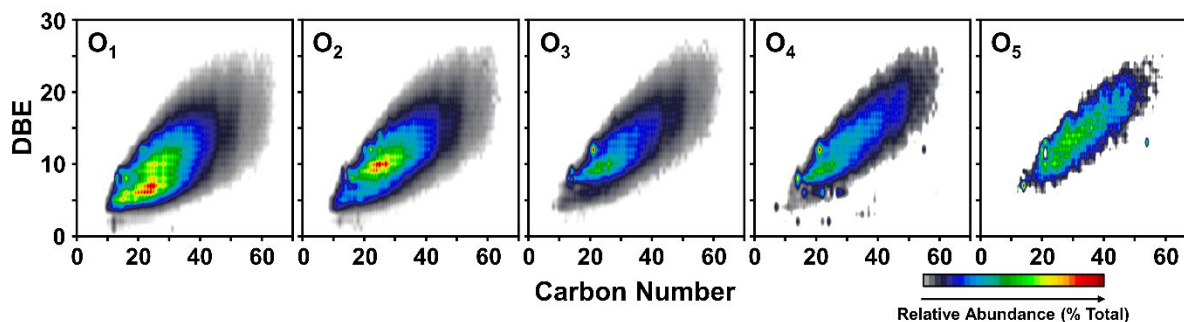 30
20
10
0
DBE
O₁
O₂
O₃
O₄
O₅
0 20 40 60
0 20 40 60
0 20 40 60
0 20 40 60
0 20 40 60
Carbon Number
Relative Abundance (% Total)